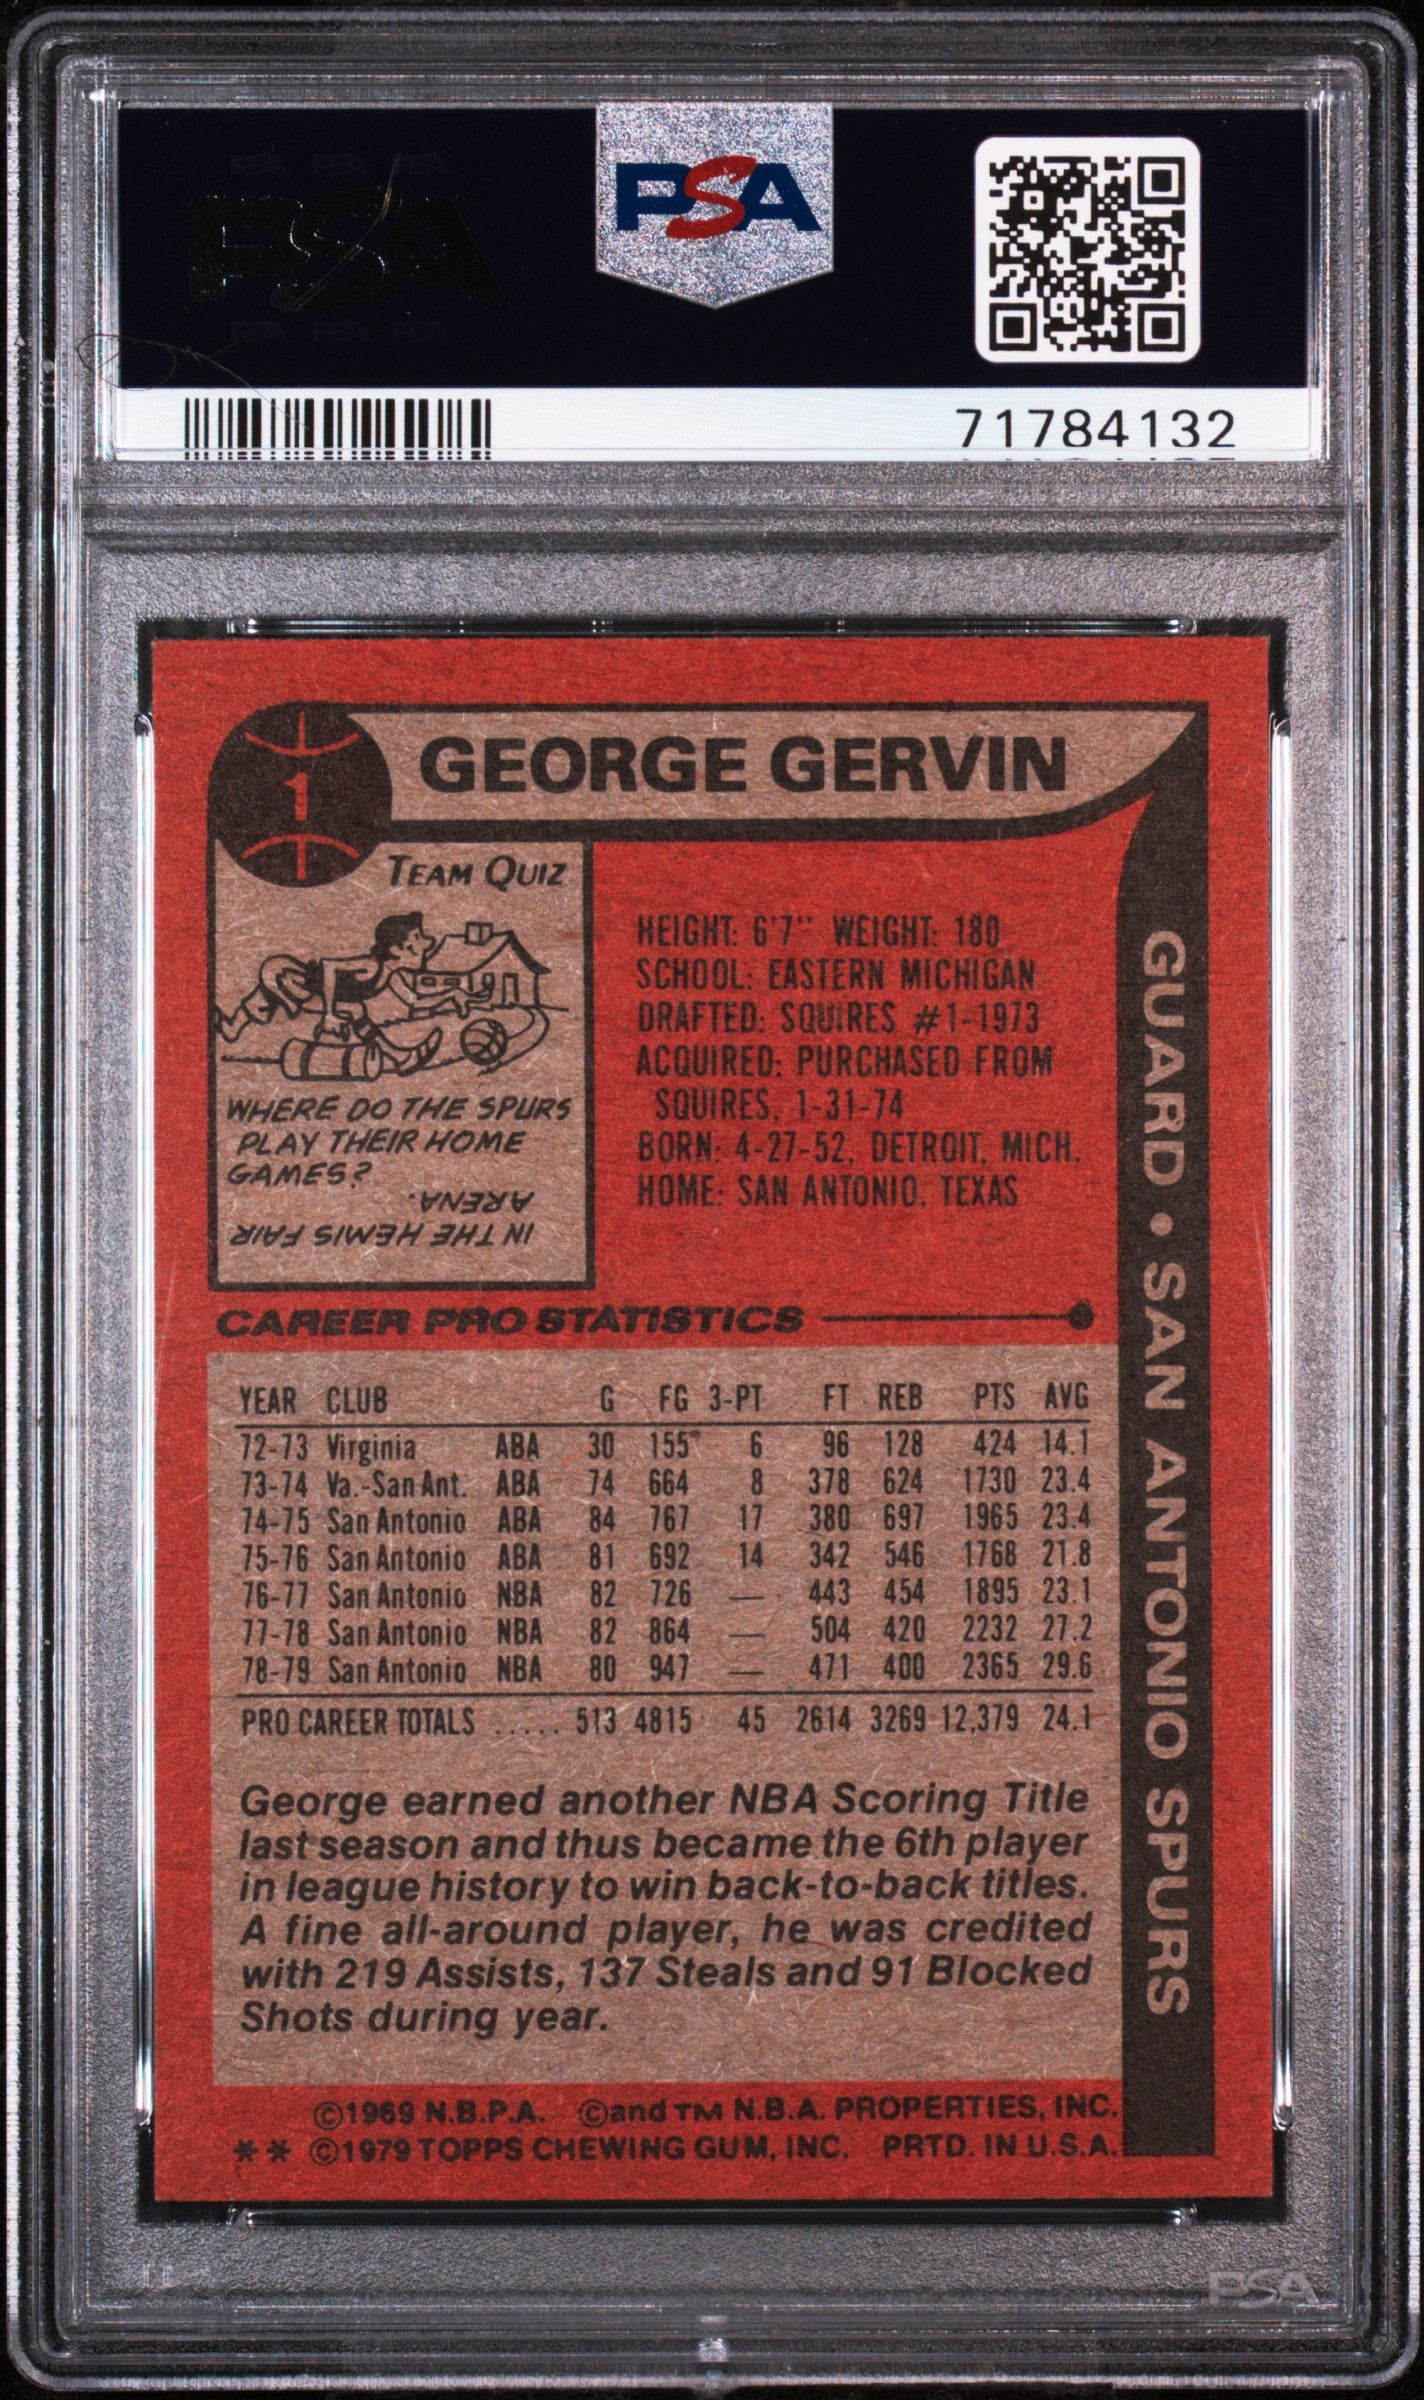 PSA PSA PSA
PSA
PSA PSA PSA
PSA
71784132
1
GEORGE GERVIN
TEAM QUIZ
WHERE DO THE SPURS
PLAY THEIR HOME
GAMES?
IN THE HEMIS FAIR
ARENA.
HEIGHT: 6'7" WEIGHT: 180
SCHOOL: EASTERN MICHIGAN
DRAFTED: SQUIRES #1-1973
ACQUIRED: PURCHASED FROM
SQUIRES, 1-31-74
BORN: 4-27-52, DETROIT, MICH.
HOME: SAN ANTONIO, TEXAS
GUARD • SAN ANTONIO SPURS
CAREER PRO STATISTICS
YEAR CLUB G FG 3-PT FT REB PTS AVG
72-73 Virginia ABA 30 155 6 96 128 424 14.1
73-74 Va.-San Ant. ABA 74 664 8 378 624 1730 23.4
74-75 San Antonio ABA 84 767 17 380 697 1965 23.4
75-76 San Antonio ABA 81 692 14 342 546 1768 21.8
76-77 San Antonio NBA 82 726 — 443 454 1895 23.1
77-78 San Antonio NBA 82 864 — 504 420 2232 27.2
78-79 San Antonio NBA 80 947 — 471 400 2365 29.6
PRO CAREER TOTALS ..... 513 4815 45 2614 3269 12,379 24.1
George earned another NBA Scoring Title
last season and thus became the 6th player
in league history to win back-to-back titles.
A fine all-around player, he was credited
with 219 Assists, 137 Steals and 91 Blocked
Shots during year.
©1969 N.B.P.A. ©and TM N.B.A. PROPERTIES, INC.
** ©1979 TOPPS CHEWING GUM, INC. PRTD. IN U.S.A.
PSA